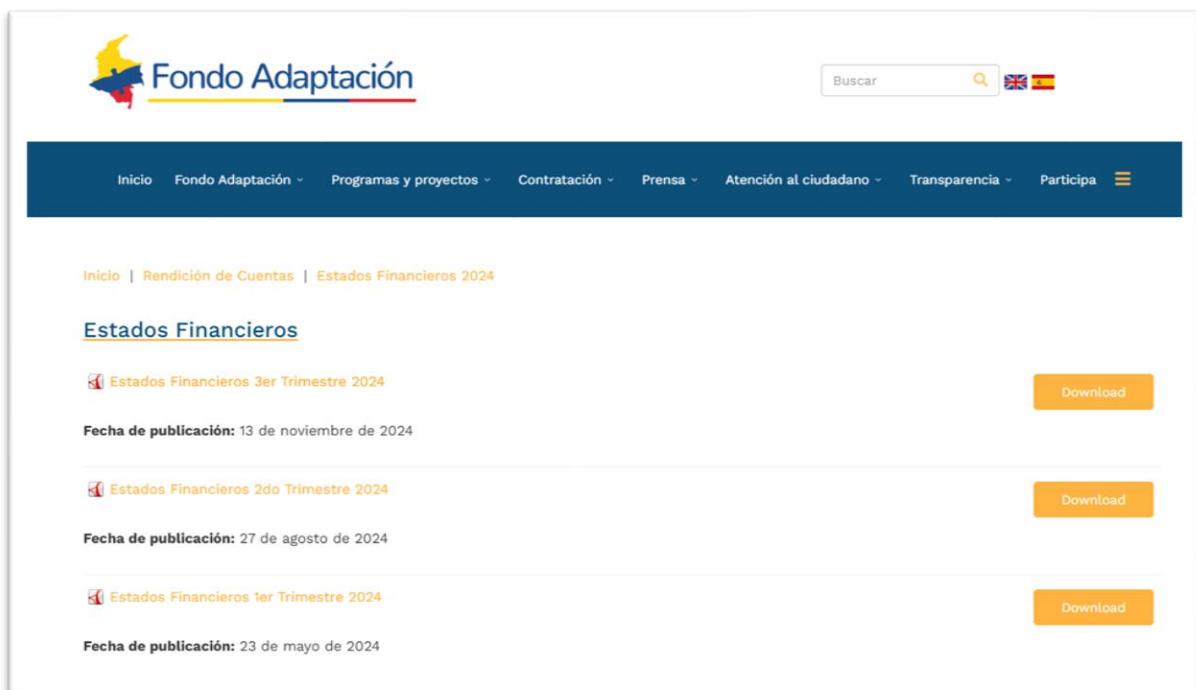 Fondo Adaptación
Buscar
Inicio Fondo Adaptación Programas y proyectos Contratación Prensa Atención al ciudadano Transparencia Participa
Inicio | Rendición de Cuentas | Estados Financieros 2024
Estados Financieros
Estados Financieros 3er Trimestre 2024
Download
Fecha de publicación: 13 de noviembre de 2024
Estados Financieros 2do Trimestre 2024
Download
Fecha de publicación: 27 de agosto de 2024
Estados Financieros 1er Trimestre 2024
Download
Fecha de publicación: 23 de mayo de 2024